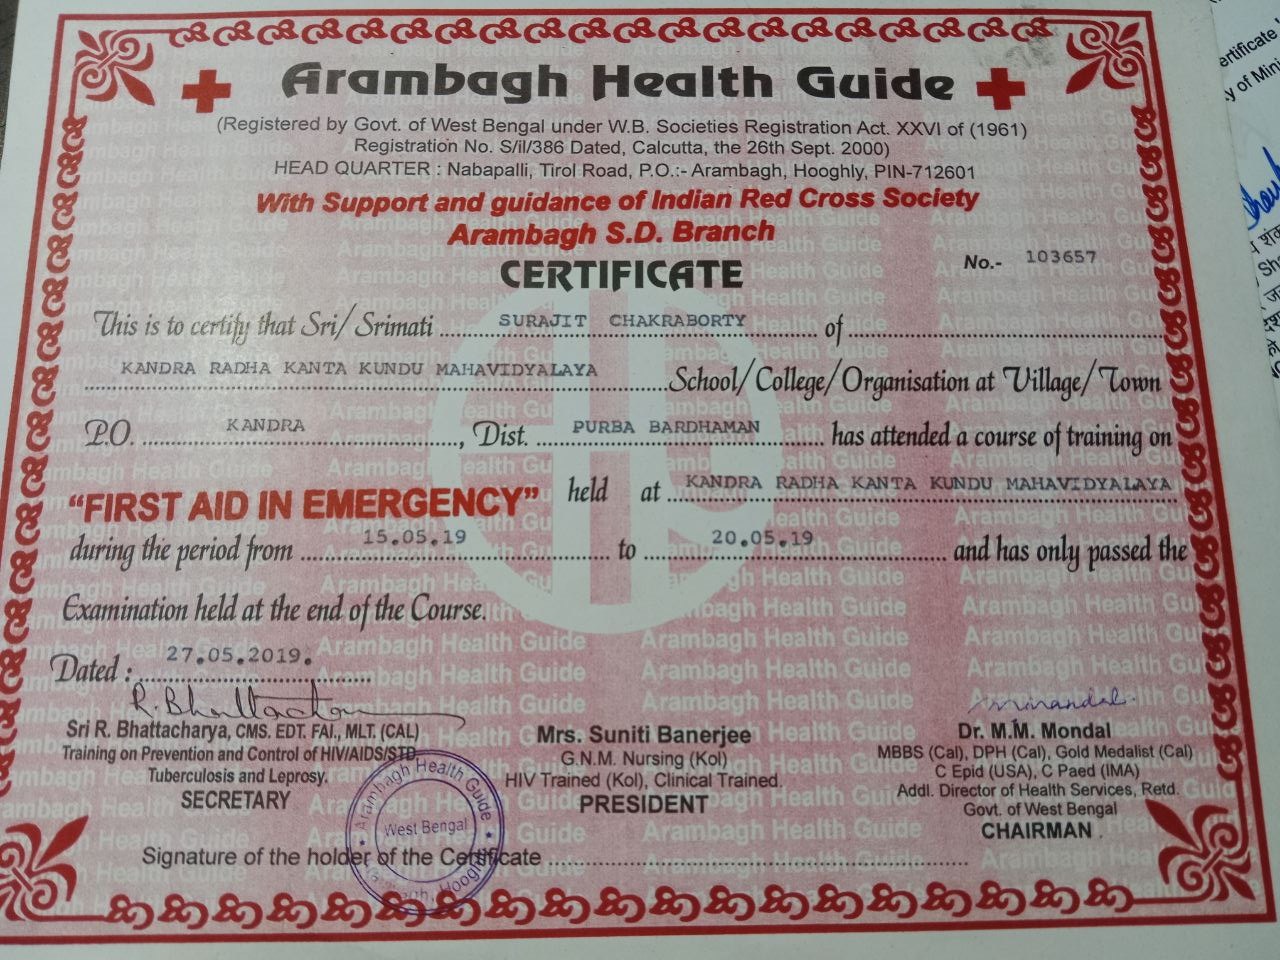 Arambagh Health Guide
(Registered by Govt. of West Bengal under W.B. Societies Registration Act. XXVI of (1961)
Registration No. S/il/386 Dated, Calcutta, the 26th Sept. 2000)
HEAD QUARTER : Nabapalli, Tirol Road, P.O.:- Arambagh, Hooghly, PIN-712601
With Support and guidance of Indian Red Cross Society
Arambagh S.D. Branch
CERTIFICATE
No.- 103657
This is to certify that Sri/ Srimati SURAJIT CHAKRABORTY of
KANDRA RADHA KANTA KUNDU MAHAVIDYALAYA School/College/Organisation at Village/Town
P.O. KANDRA, Dist. PURBA BARDHAMAN has attended a course of training on
"FIRST AID IN EMERGENCY" held at KANDRA RADHA KANTA KUNDU MAHAVIDYALAYA
during the period from 15.05.19 to 20.05.19 and has only passed the
Examination held at the end of the Course.
Dated : 27.05.2019.
R. Bhattacharya
Sri R. Bhattacharya, CMS. EDT. FAI., MLT. (CAL)
Training on Prevention and Control of HIV/AIDS/STD
Tuberculosis and Leprosy.
SECRETARY
Mrs. Suniti Banerjee
G.N.M. Nursing (Kol)
HIV Trained (Kol), Clinical Trained.
PRESIDENT
Dr. M.M. Mondal
MBBS (Cal), DPH (Cal), Gold Medalist (Cal)
C Epid (USA), C Paed (IMA)
Addl. Director of Health Services, Retd.
Govt. of West Bengal
CHAIRMAN
Arambagh Health Guide
West Bengal
Hooghly
Signature of the holder of the Certificate